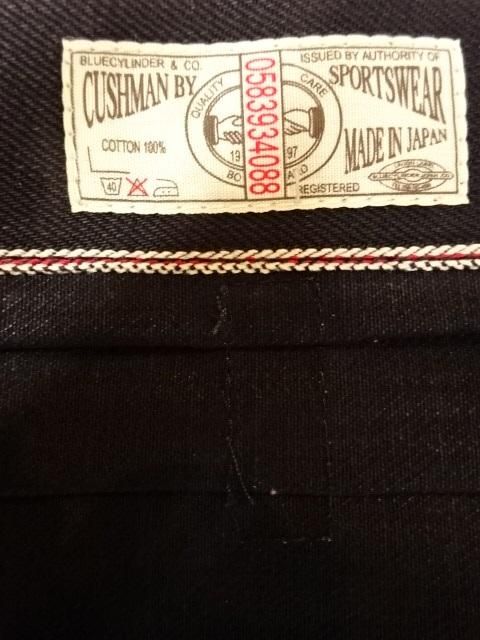 BLUECYLINDER & CO.
ISSUED BY AUTHORITY OF
CUSHMAN BY
SPORTSWEAR
QUALITY
CARE
0583934088
COTTON 100%
MADE IN JAPAN
19 97
40
REGISTERED